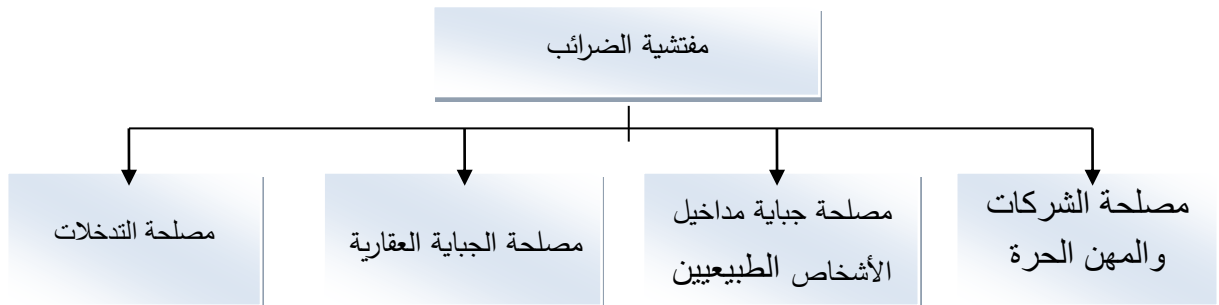 مفتشية الضرائب
مصلحة الشركات
والمهن الحرة
مصلحة جباية مداخيل
الأشخاص الطبيعيين
مصلحة الجباية العقارية
مصلحة التدخلات